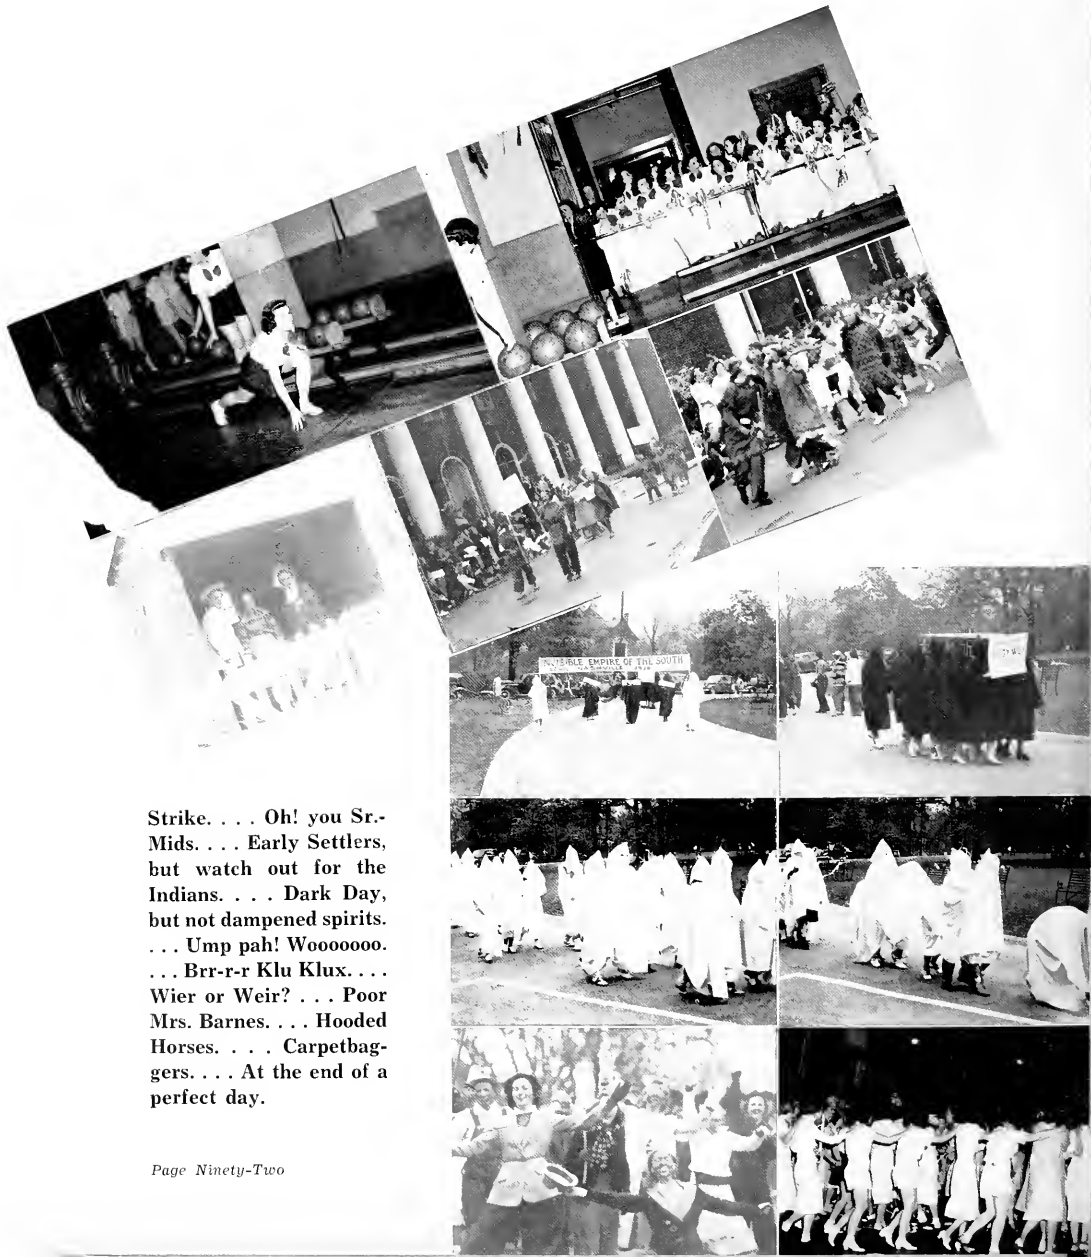 INVISIBLE EMPIRE OF THE SOUTH
NASHVILLE
Strike. . . . Oh! you Sr.-
Mids. . . . Early Settlers,
but watch out for the
Indians. . . . Dark Day,
but not dampened spirits.
. . . Ump pah! Wooooooo.
. . . Brr-r-r Klu Klux. . . .
Wier or Weir? . . . Poor
Mrs. Barnes. . . . Hooded
Horses. . . . Carpetbag-
gers. . . . At the end of a
perfect day.
Page Ninety-Two